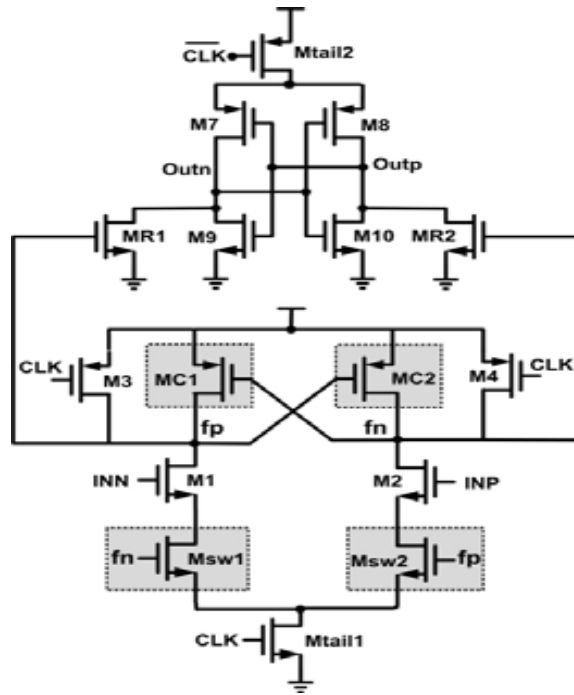 CLK
Mtail2
M7
M8
Outn
Outp
MR1
M9
M10
MR2
CLK
M3
MC1
MC2
M4
CLK
fp
fn
INN
M1
M2
INP
fn
Msw1
Msw2
fp
CLK
Mtail1